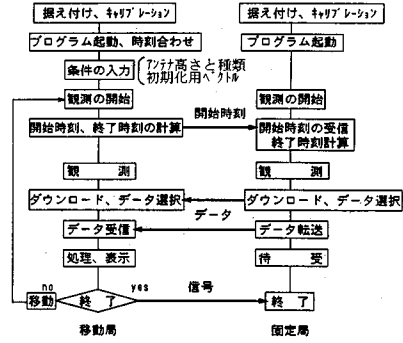 据え付け、ｷｬﾘﾌﾞﾚｰｼｮﾝ
据え付け、ｷｬﾘﾌﾞﾚｰｼｮﾝ
プログラム起動、時刻合わせ
プログラム起動
条件の入力
ｱﾝﾃﾅ高さと種類
初期化用ﾍﾞｸﾄﾙ
観測の開始
観測の開始
開始時刻
開始時刻、終了時刻の計算
開始時刻の受信
終了時刻計算
観 測
観 測
ダウンロード、データ選択
ダウンロード、データ選択
データ
データ受信
データ転送
処理、表示
待 受
no
yes
信号
移動
終 了
終 了
移動局
固定局